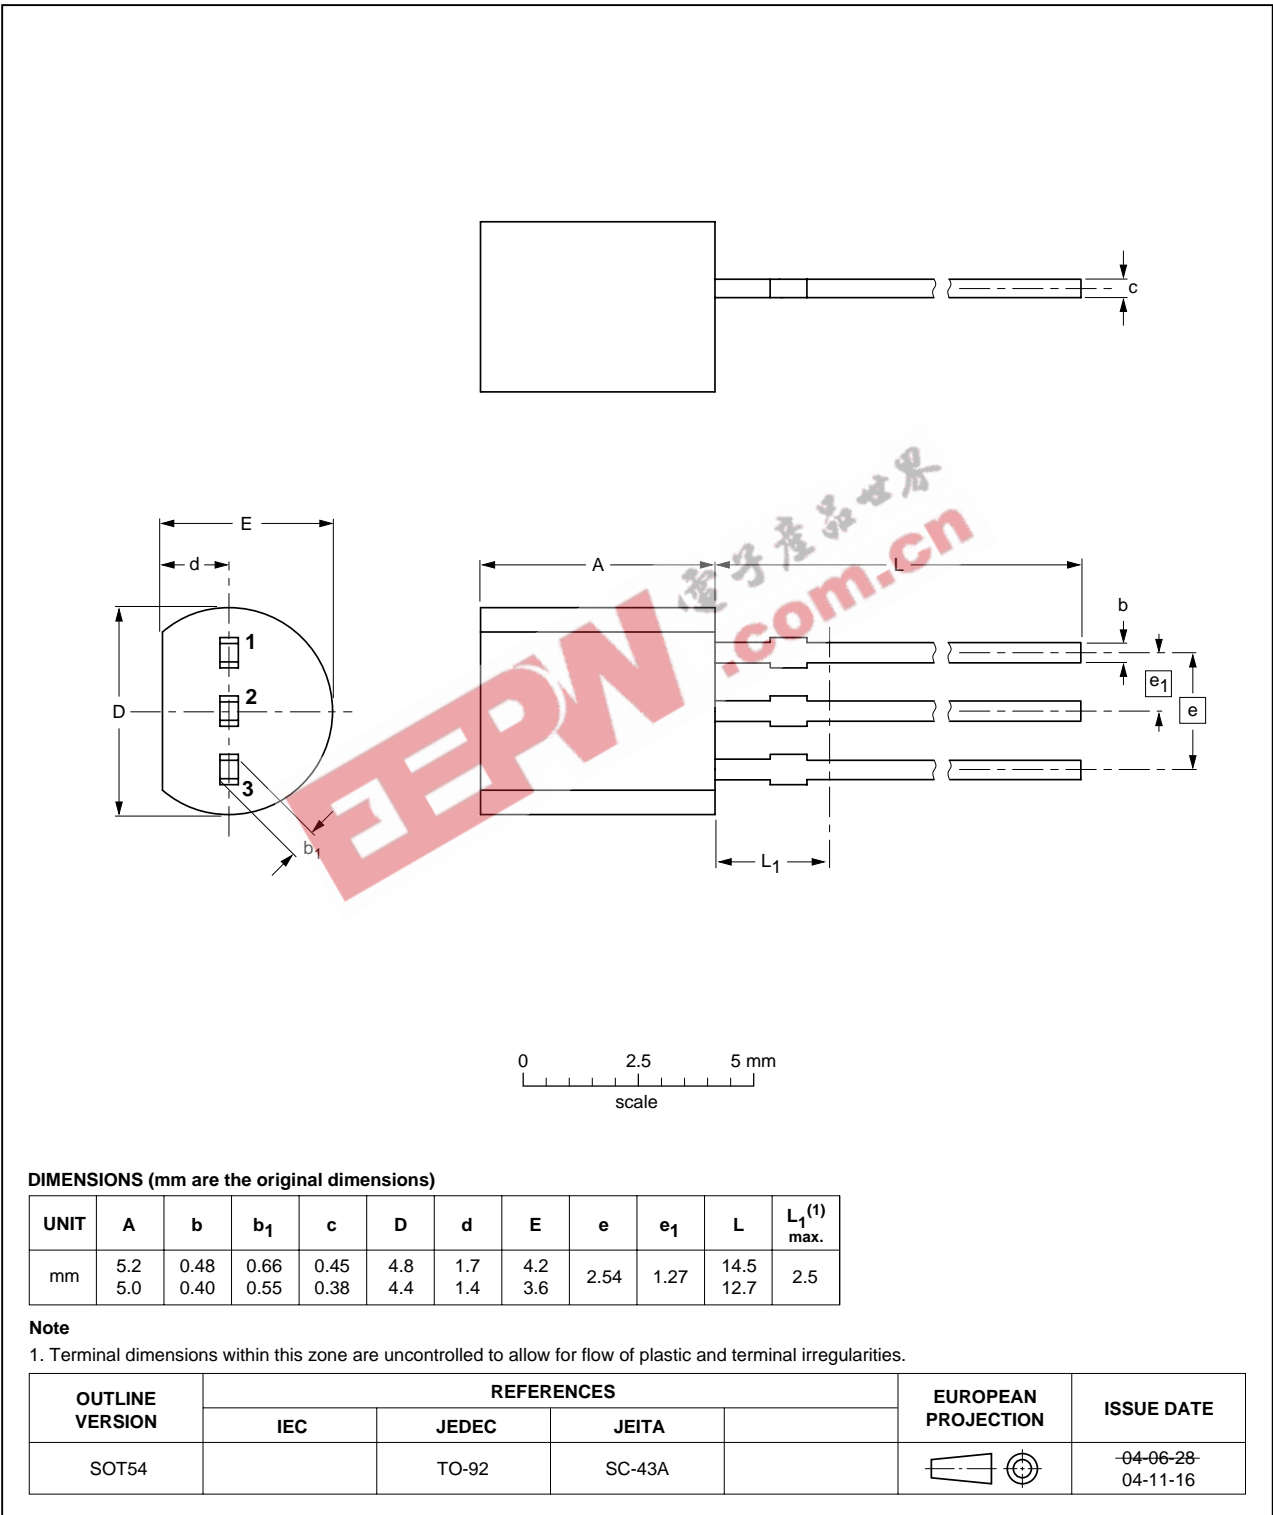 c
E
d
A
L
b
1
e1
2
D
e
3
b1
L1
電子產品世界
EEPW
.com.cn
0 2.5 5 mm
scale
DIMENSIONS (mm are the original dimensions)
UNIT A b b1 c D d E e e1 L L1(1) max.
mm 5.2 5.0 0.48 0.40 0.66 0.55 0.45 0.38 4.8 4.4 1.7 1.4 4.2 3.6 2.54 1.27 14.5 12.7 2.5
Note
1. Terminal dimensions within this zone are uncontrolled to allow for flow of plastic and terminal irregularities.
OUTLINE VERSION REFERENCES EUROPEAN PROJECTION ISSUE DATE
IEC JEDEC JEITA
SOT54 TO-92 SC-43A 04-06-28
04-11-16